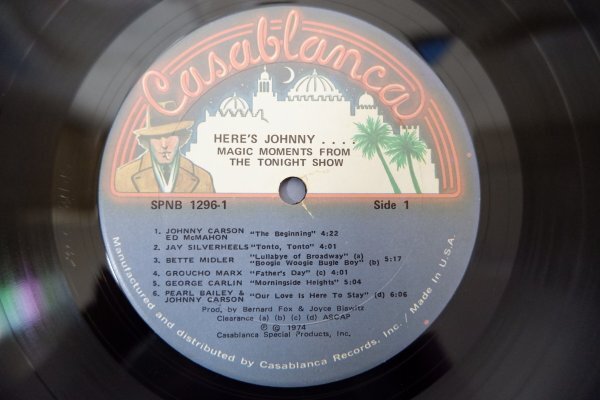 Casablanca
HERE'S JOHNNY . . . .
MAGIC MOMENTS FROM
THE TONIGHT SHOW
SPNB 1296-1 Side 1
1. JOHNNY CARSON
ED McMAHON "The Beginning" 4:22
2. JAY SILVERHEELS "Tonto, Tonto" 4:01
3. BETTE MIDLER "Lullabye of Broadway" (a)
"Boogie Woogie Bugle Boy" (b) 5:17
4. GROUCHO MARX "Father's Day" (c) 4:01
5. GEORGE CARLIN "Morningside Heights" 5:04
6. PEARL BAILEY &
JOHNNY CARSON "Our Love Is Here To Stay" (d) 6:06
Prod. by Bernard Fox & Joyce Biawitz
Clearance (a) (b) (c) (d) ASCAP
℗ © 1974
Casablanca Special Products, Inc.
Manufactured and distributed by Casablanca Records, Inc. / Made In U.S.A.